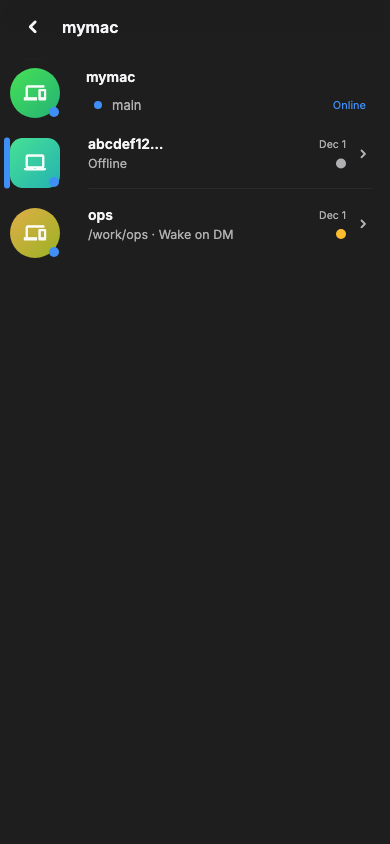 mymac
mymac
main Online
abcdef12... Dec 1
Offline
ops Dec 1
/work/ops · Wake on DM